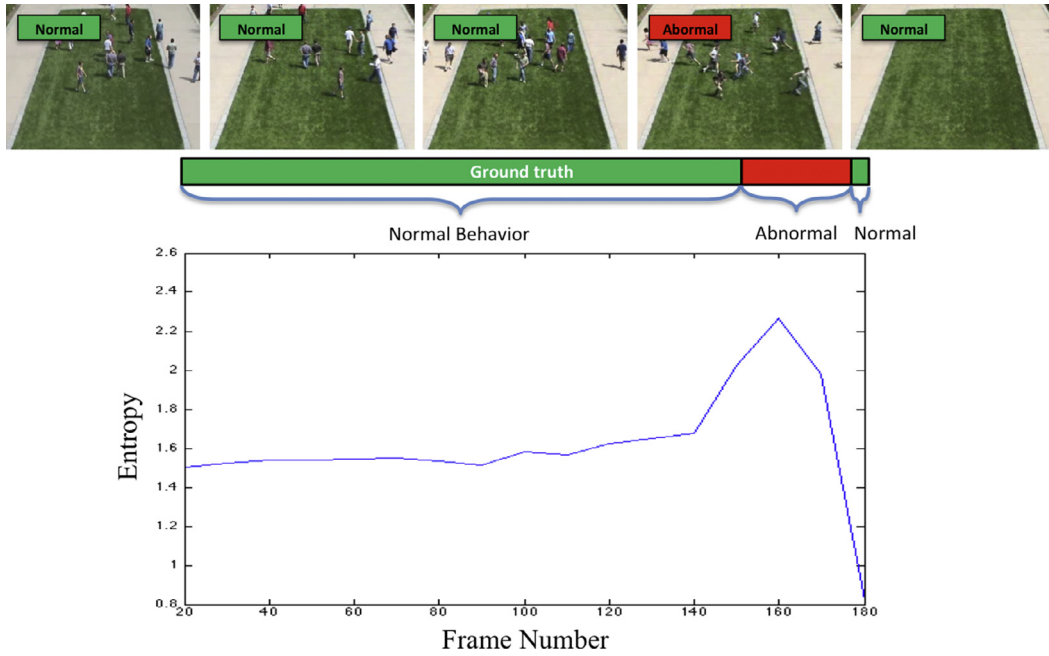 Normal
Normal
Normal
Abormal
Normal
Ground truth
Normal Behavior
Abnormal
Normal
2.6
2.4
2.2
2
1.8
1.6
1.4
1.2
1
0.8
Entropy
20
40
60
80
100
120
140
160
180
Frame Number